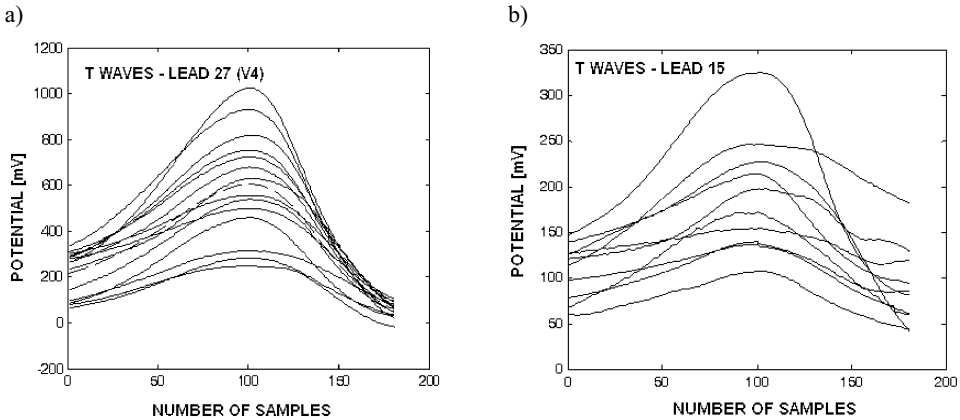 a)
b)
1200
1000
800
600
400
200
0
-200
T WAVES - LEAD 27 (V4)
POTENTIAL [mV]
0 50 100 150 200
NUMBER OF SAMPLES
350
300
250
200
150
100
50
0
T WAVES - LEAD 15
POTENTIAL [mV]
0 50 100 150 200
NUMBER OF SAMPLES